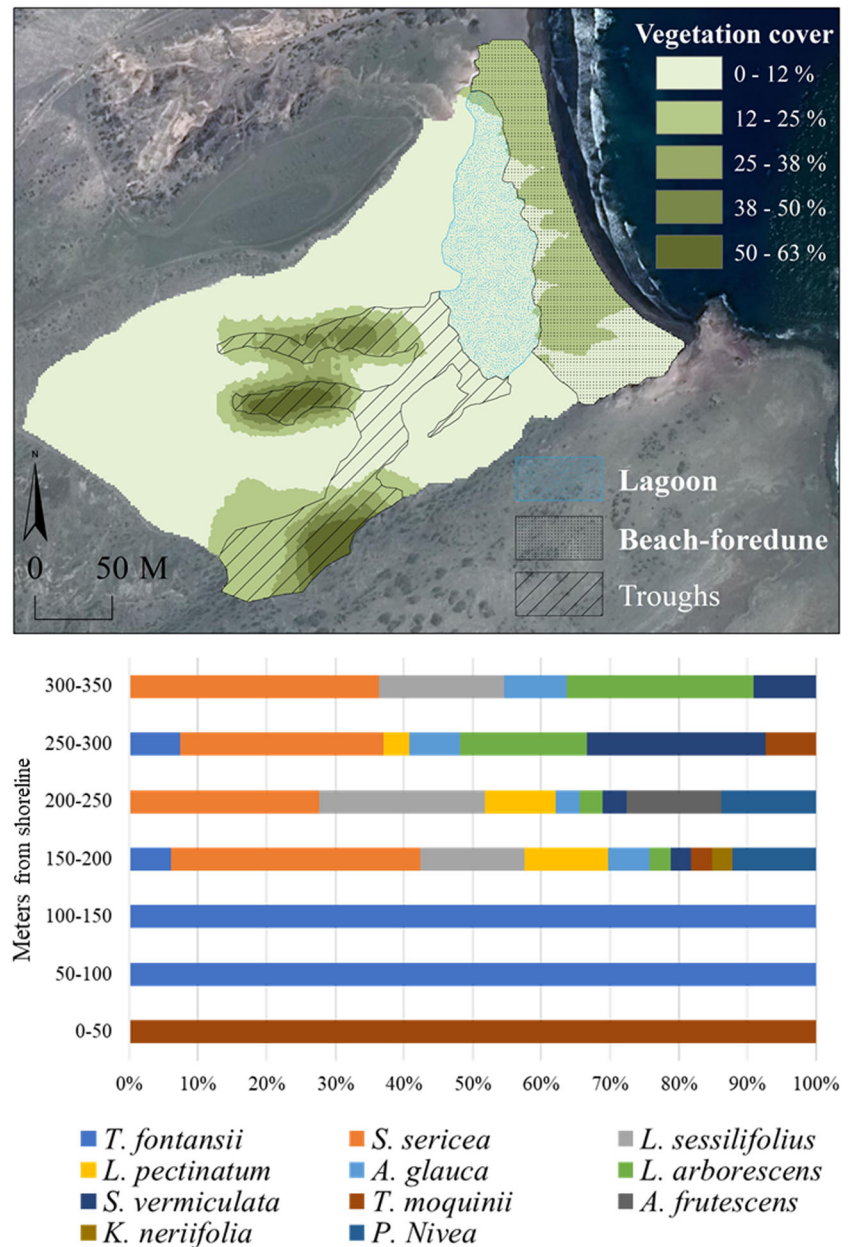 Vegetation cover
0 - 12 %
12 - 25 %
25 - 38 %
38 - 50 %
50 - 63 %
N
0 50 M
Lagoon
Beach-foredune
Troughs
Meters from shoreline
300-350
250-300
200-250
150-200
100-150
50-100
0-50
0% 10% 20% 30% 40% 50% 60% 70% 80% 90% 100%
T. fontansii S. sericea L. sessilifolius
L. pectinatum A. glauca L. arborescens
S. vermiculata T. moquinii A. frutescens
K. neriifolia P. Nivea